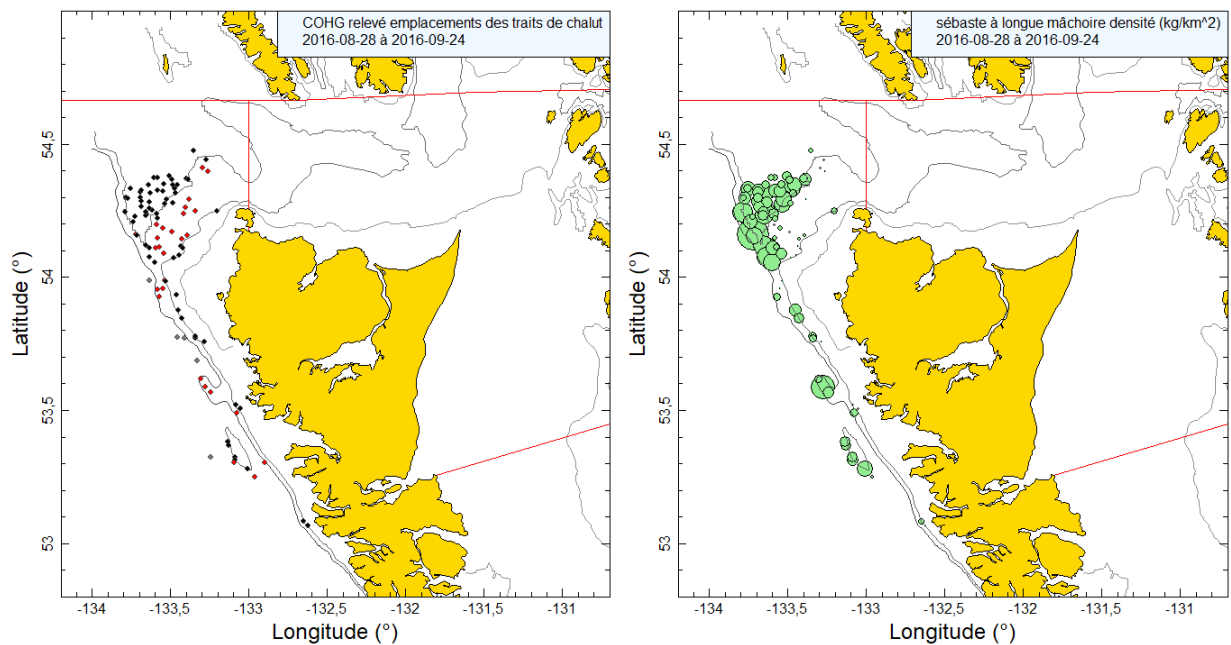 COHG relevé emplacements des traits de chalut
2016-08-28 à 2016-09-24
54,5
54
53,5
53
Latitude (°)
-134
-133,5
-133
-132,5
-132
-131,5
-131
Longitude (°)
sébaste à longue mâchoire densité (kg/km^2)
2016-08-28 à 2016-09-24
54,5
54
53,5
53
Latitude (°)
-134
-133,5
-133
-132,5
-132
-131,5
-131
Longitude (°)